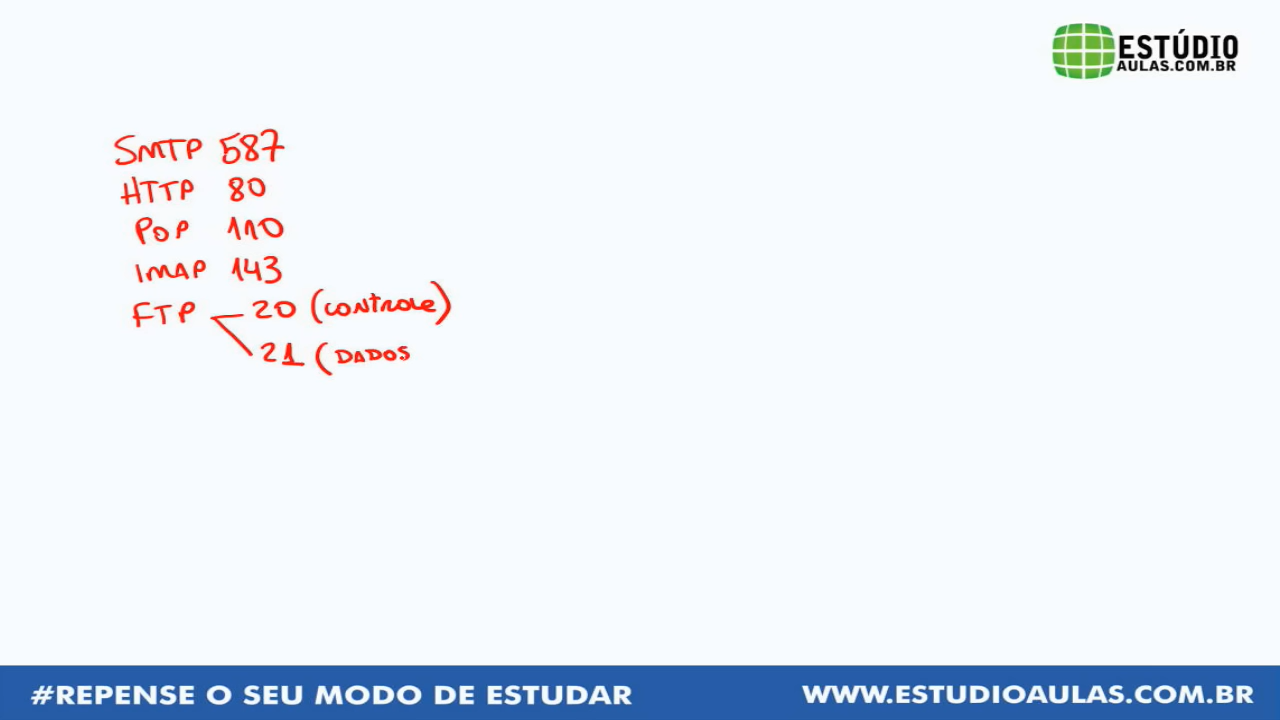 ESTÚDIO
AULAS.COM.BR
SMTP 587
HTTP 80
POP 110
IMAP 143
FTP 20 (CONTROLE)
21 (DADOS
#REPENSE O SEU MODO DE ESTUDAR
WWW.ESTUDIOAULAS.COM.BR